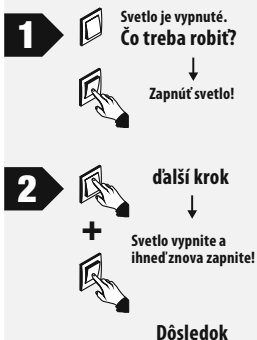 1
Svetlo je vypnuté.
Čo treba robiť?
Zapnúť svetlo!
2
ďalší krok
+
Svetlo vypnite a
ihneď znova zapnite!
Dôsledok